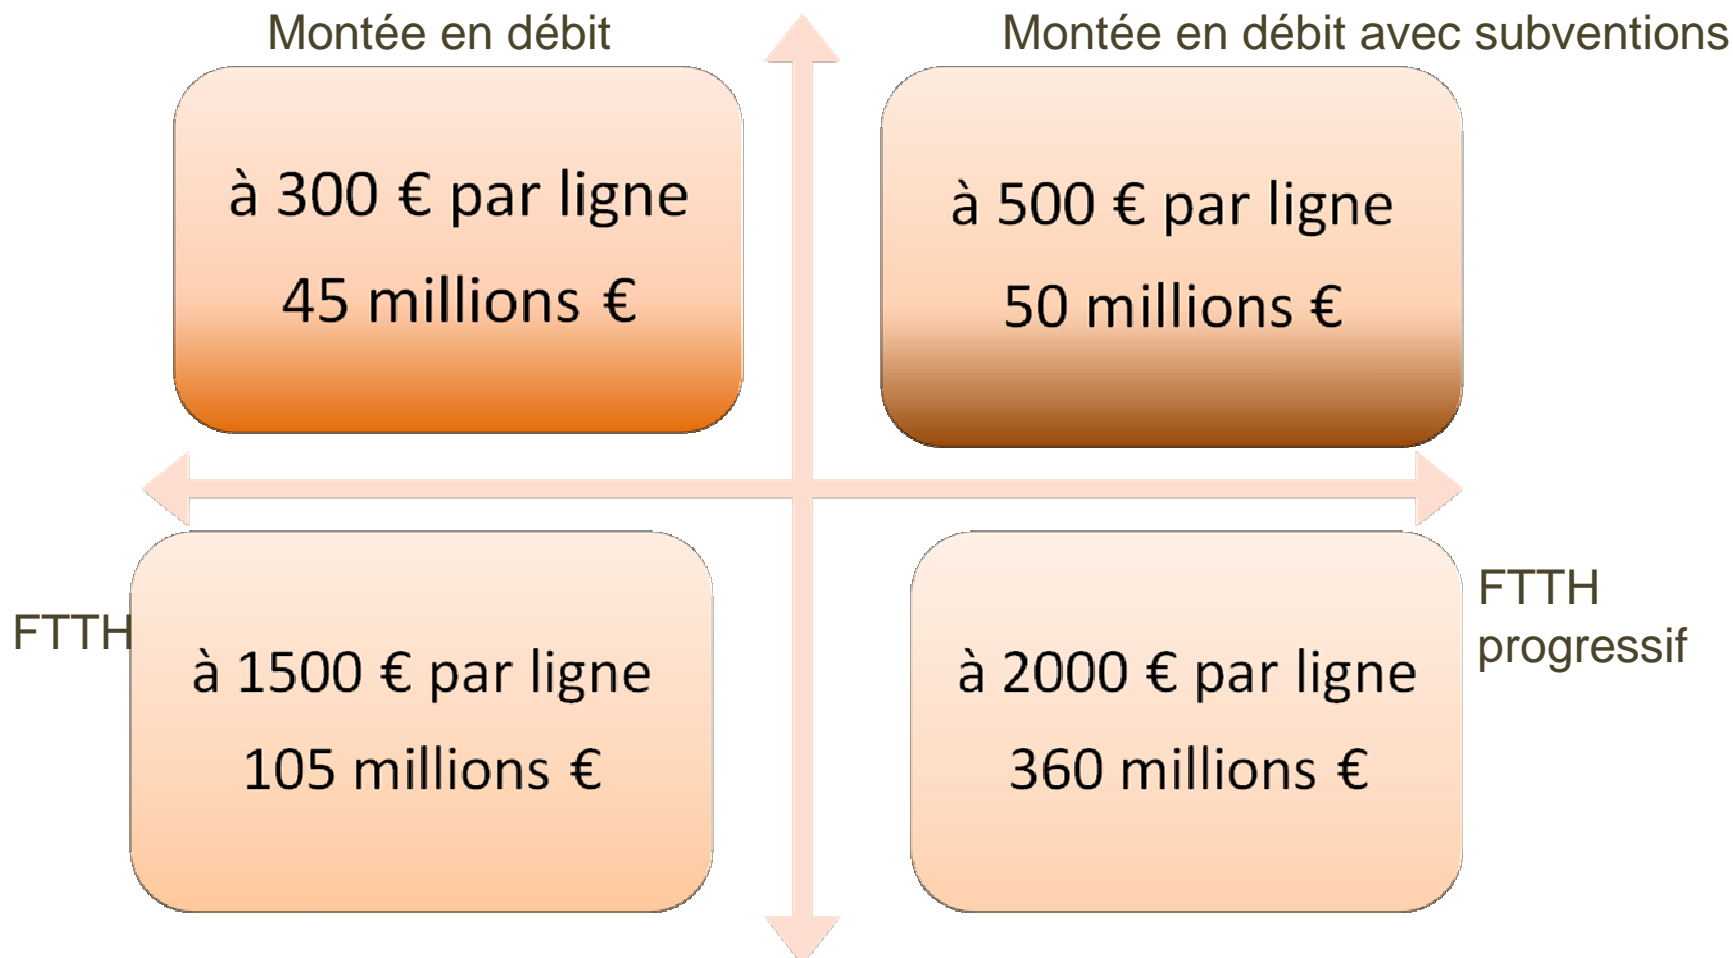 Montée en débit
à 300 € par ligne
45 millions €
Montée en débit avec subventions
à 500 € par ligne
50 millions €
FTTH
à 1500 € par ligne
105 millions €
à 2000 € par ligne
360 millions €
FTTH
progressif